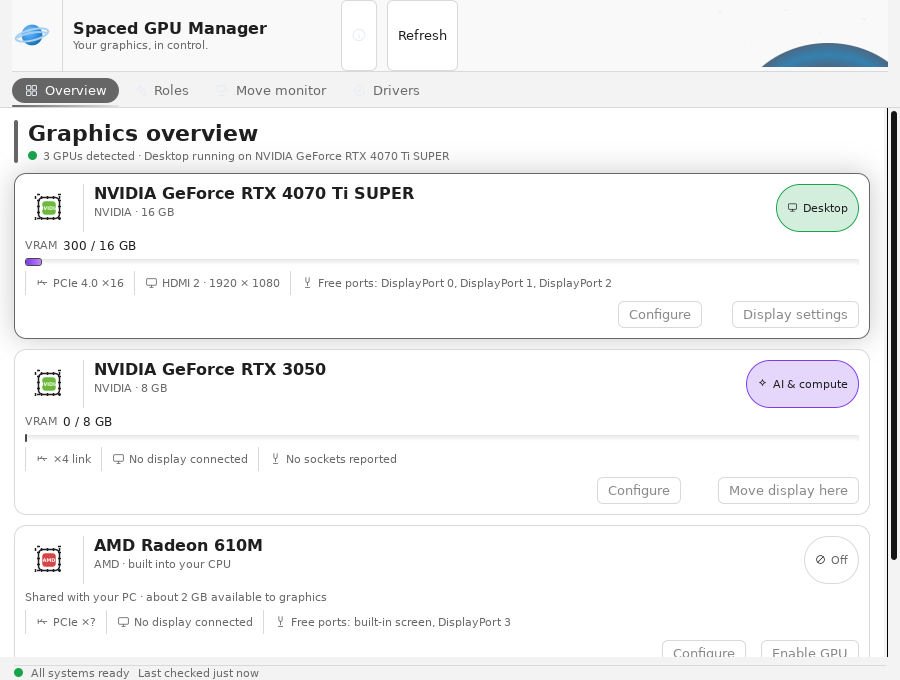 Spaced GPU Manager
Your graphics, in control.
Refresh
Overview
Roles
Move monitor
Drivers
Graphics overview
3 GPUs detected · Desktop running on NVIDIA GeForce RTX 4070 Ti SUPER
NVIDIA
NVIDIA GeForce RTX 4070 Ti SUPER
NVIDIA · 16 GB
Desktop
VRAM 300 / 16 GB
PCIe 4.0 ×16
HDMI 2 · 1920 × 1080
Free ports: DisplayPort 0, DisplayPort 1, DisplayPort 2
Configure
Display settings
NVIDIA
NVIDIA GeForce RTX 3050
NVIDIA · 8 GB
AI & compute
VRAM 0 / 8 GB
×4 link
No display connected
No sockets reported
Configure
Move display here
AMD
AMD Radeon 610M
AMD · built into your CPU
Off
Shared with your PC · about 2 GB available to graphics
PCIe ×?
No display connected
Free ports: built-in screen, DisplayPort 3
Configure
Enable GPU
All systems ready
Last checked just now